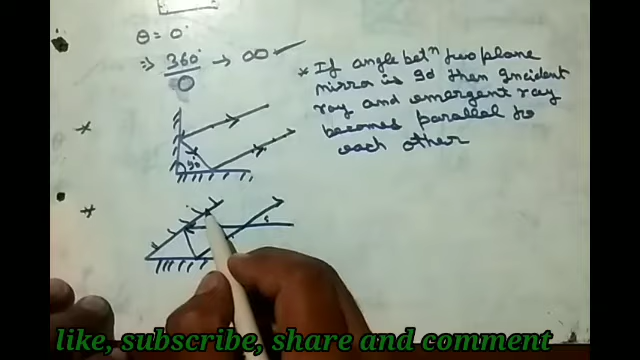 θ = 0°
⇒ 360°/0 → ∞
* If angle betⁿ two plane
mirror is 90 then incident
ray and emergent ray
becomes parallel to
each other
*
90°
*
like, subscribe, share and comment